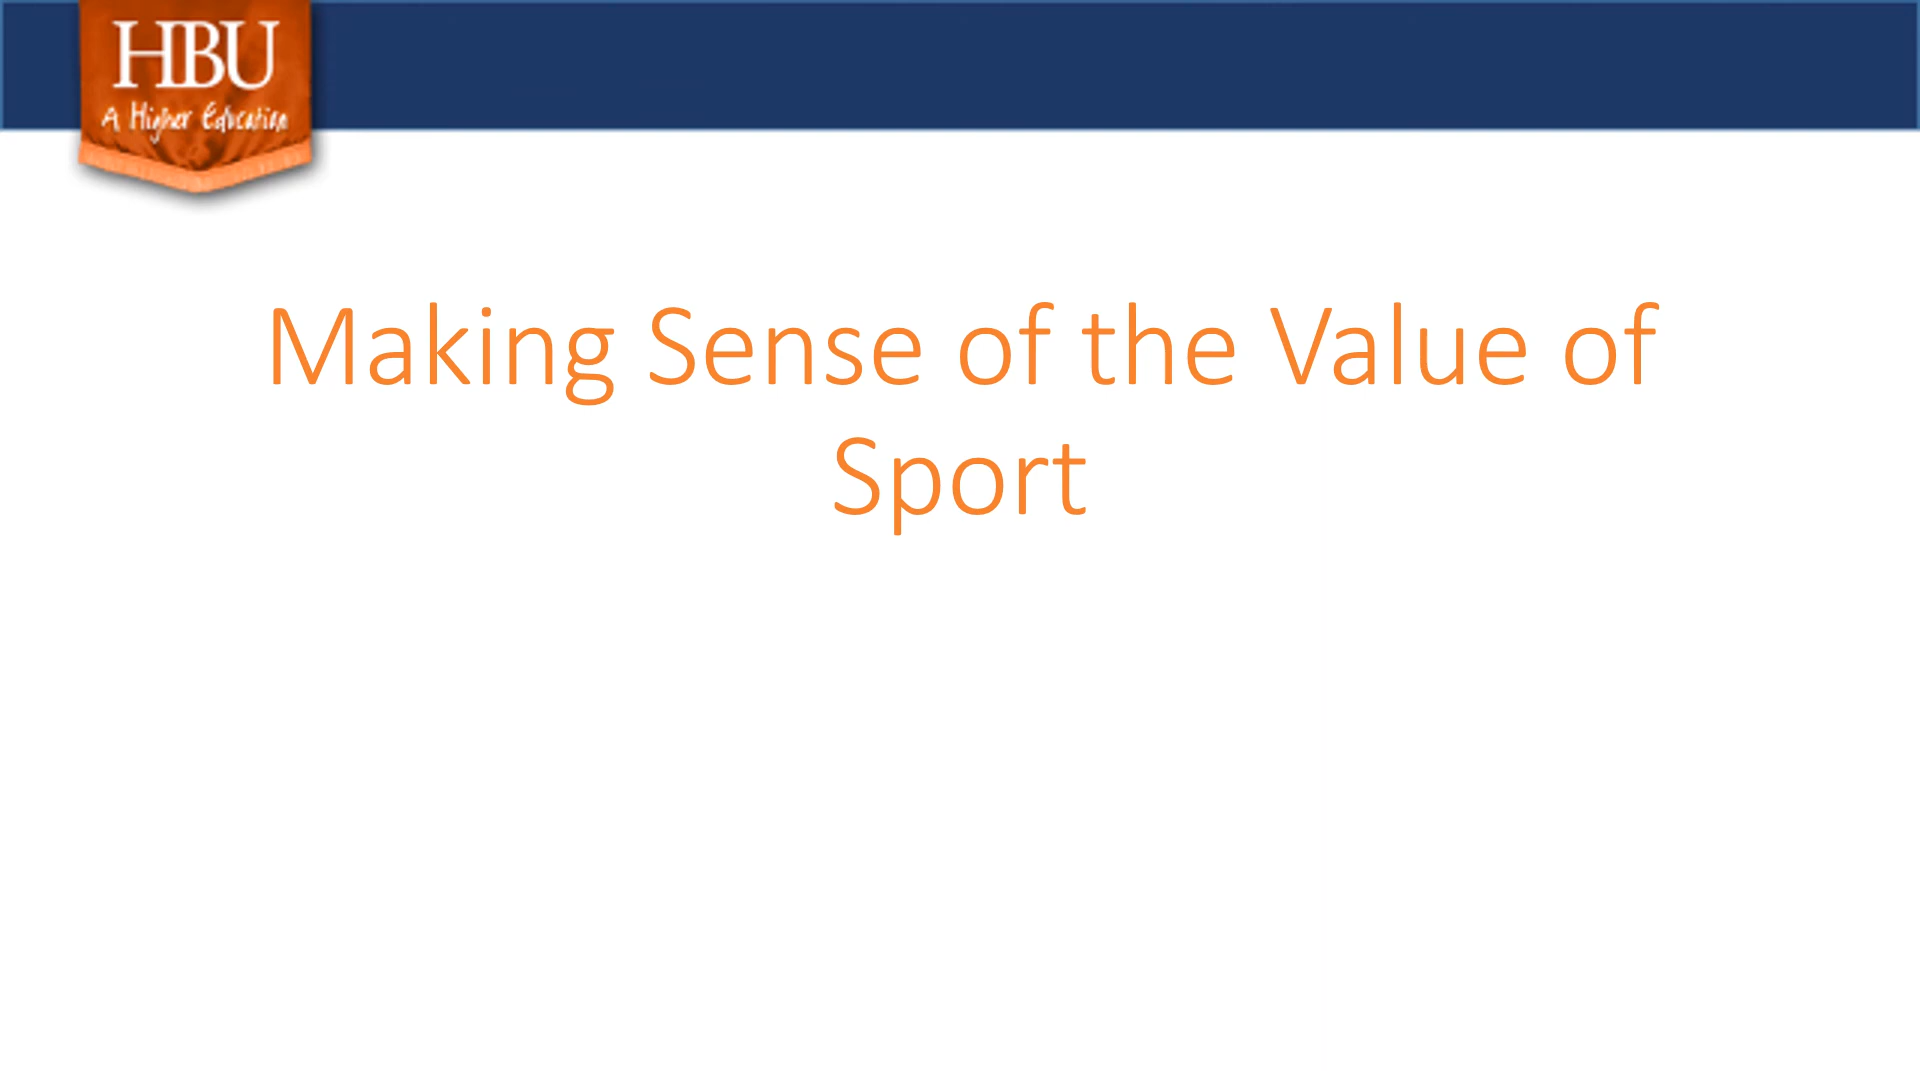 HBU
A Higher Education
Making Sense of the Value of
Sport